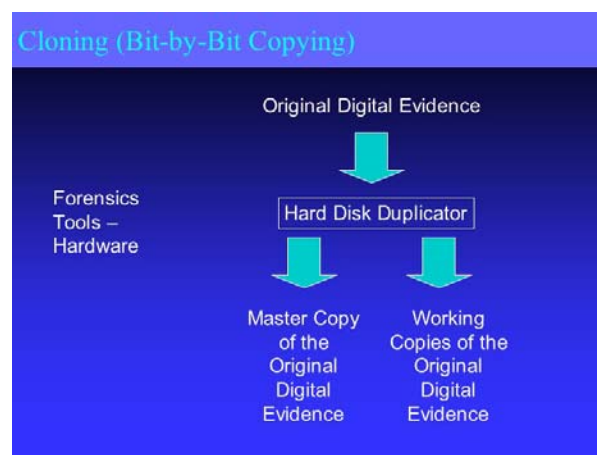 Cloning (Bit-by-Bit Copying)
Original Digital Evidence
Forensics
Tools –
Hardware
Hard Disk Duplicator
Master Copy
of the
Original
Digital
Evidence
Working
Copies of the
Original
Digital
Evidence